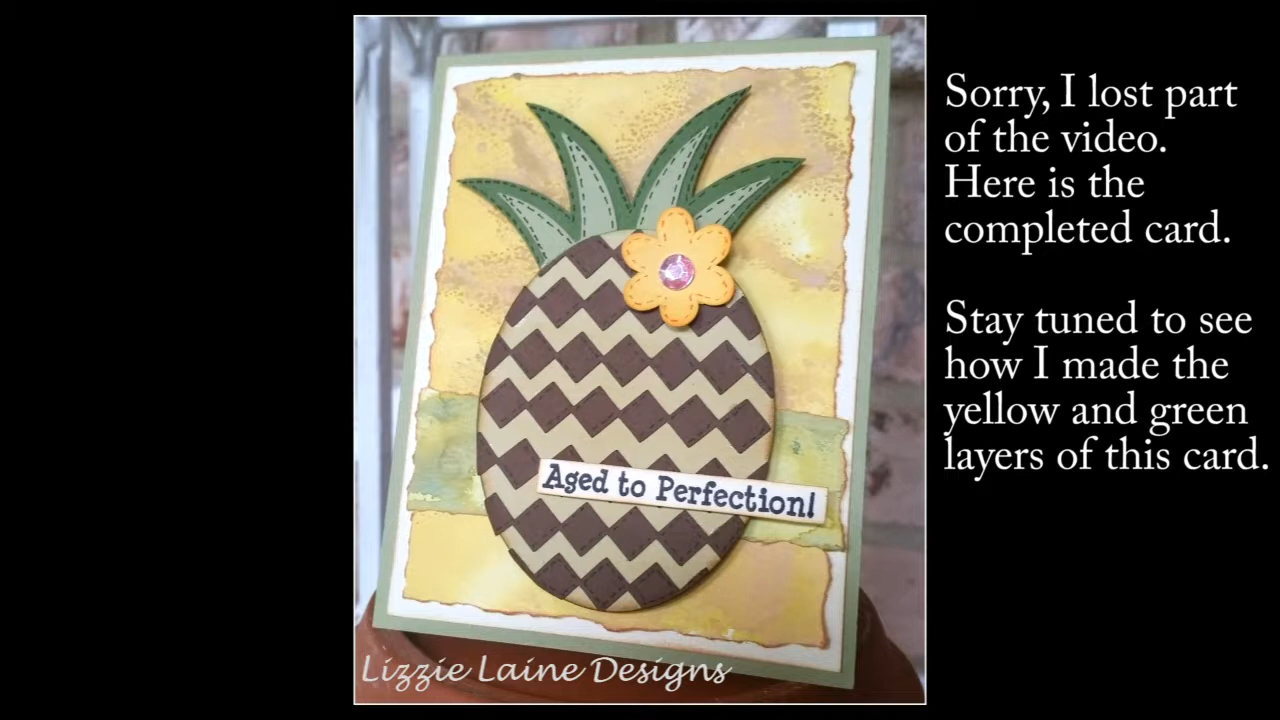 Sorry, I lost part
of the video.
Here is the
completed card.
Stay tuned to see
how I made the
yellow and green
layers of this card.
Aged to Perfection!
Lizzie Laine Designs